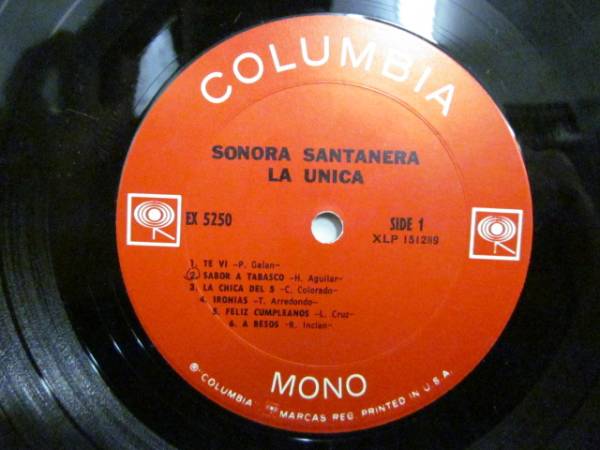 COLUMBIA
SONORA SANTANERA
LA UNICA
EX 5250
SIDE 1
XLP 151289
1. TE VI -P. Galan-
2. SABOR A TABASCO -H. Aguilar-
3. LA CHICA DEL 5 -C. Colorado-
4. IRONIAS -T. Arredondo-
5. FELIZ CUMPLEANOS -L. Cruz-
6. A BESOS -R. Inclan-
MONO
® "COLUMBIA" MARCAS REG. PRINTED IN U.S.A.